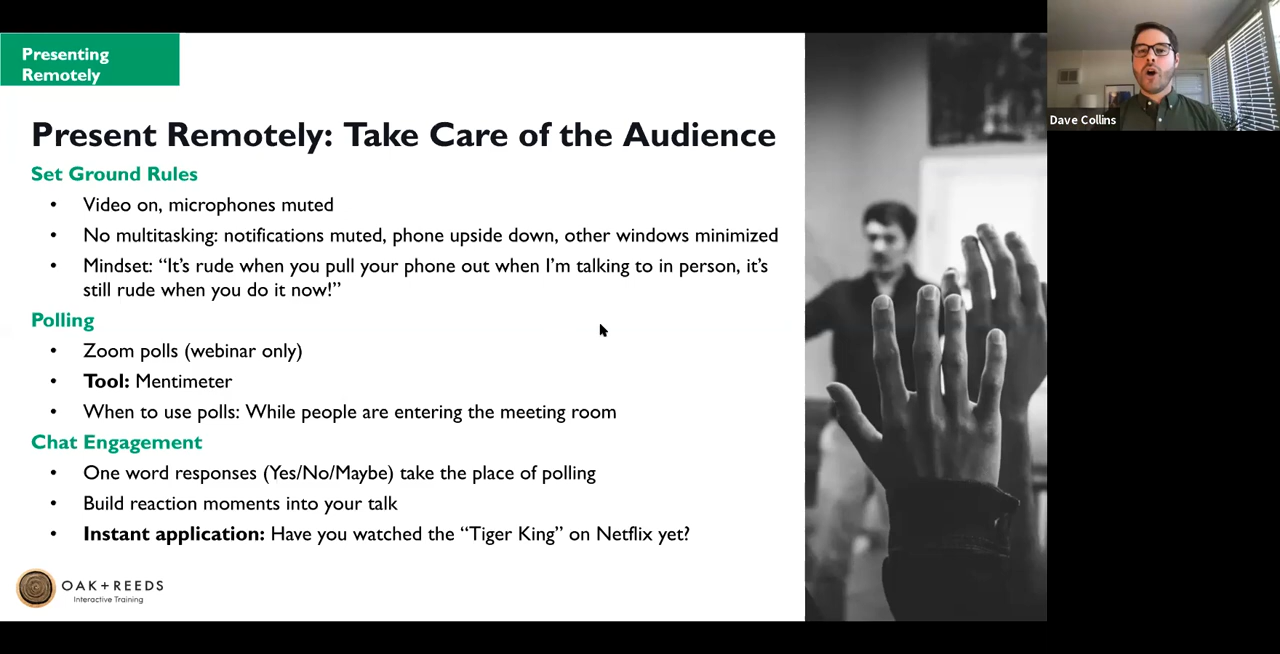 Presenting
Remotely
Present Remotely: Take Care of the Audience
Set Ground Rules
• Video on, microphones muted
• No multitasking: notifications muted, phone upside down, other windows minimized
• Mindset: “It’s rude when you pull your phone out when I’m talking to in person, it’s
still rude when you do it now!”
Polling
• Zoom polls (webinar only)
• Tool: Mentimeter
• When to use polls: While people are entering the meeting room
Chat Engagement
• One word responses (Yes/No/Maybe) take the place of polling
• Build reaction moments into your talk
• Instant application: Have you watched the “Tiger King” on Netflix yet?
OAK+REEDS
Interactive Training
Dave Collins